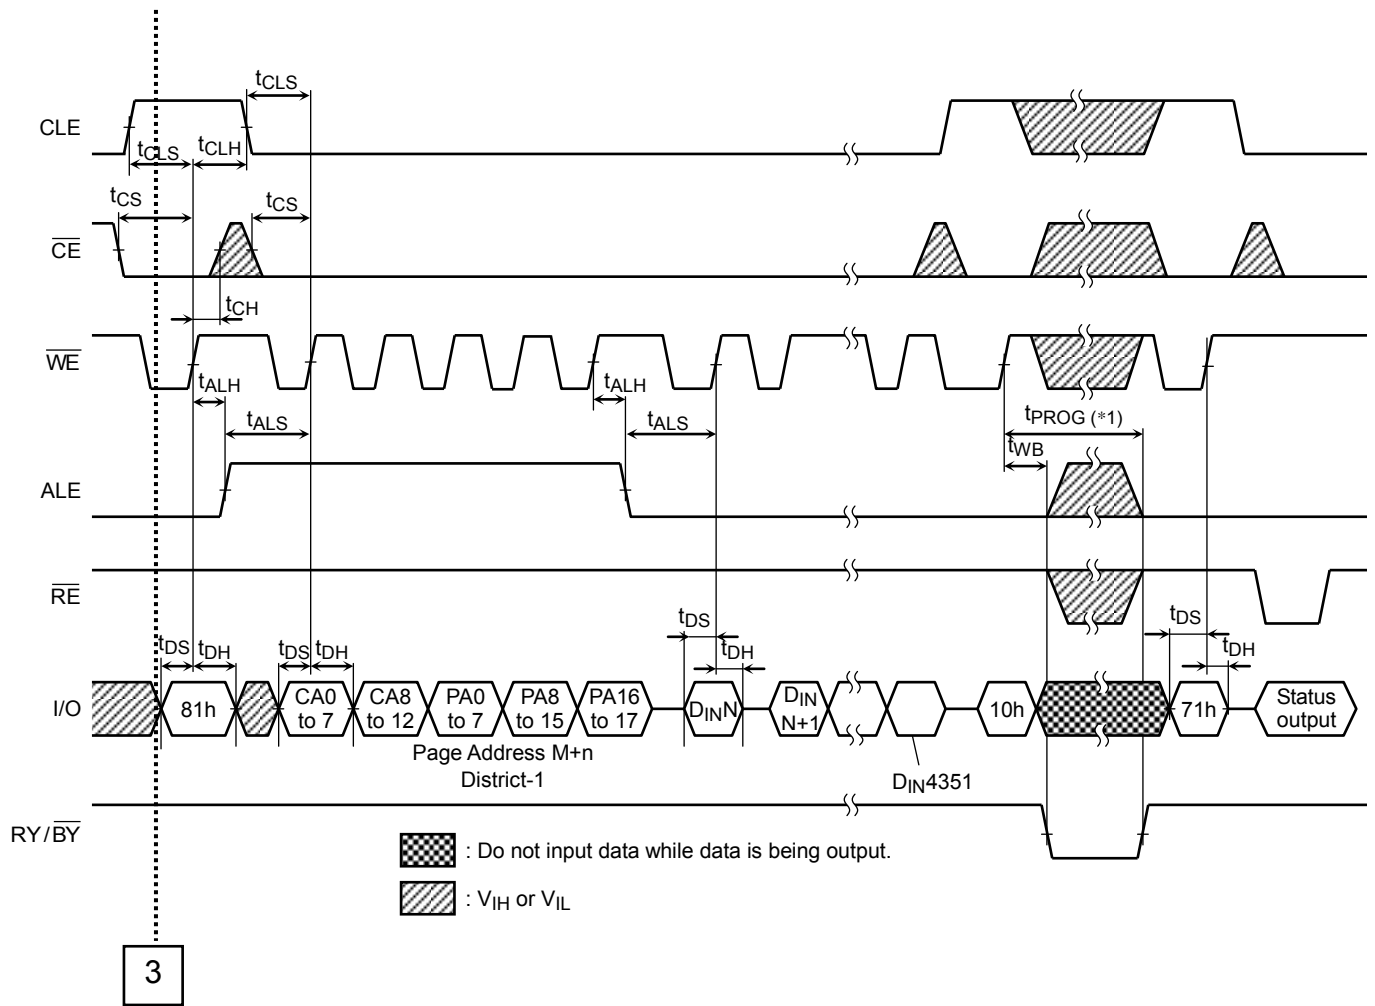 tCLS
CLE
tCLS
tCLH
tCS
tCS
CE
tCH
WE
tALH
tALH
tPROG (*1)
tALS
tALS
tWB
ALE
RE
tDS
tDS
tDS
tDH
tDS
tDH
tDH
tDH
I/O
81h
CA0 to 7
CA8 to 12
PA0 to 7
PA8 to 15
PA16 to 17
DINN
DIN N+1
10h
71h
Status output
Page Address M+n
District-1
DIN4351
RY/BY
: Do not input data while data is being output.
: VIH or VIL
3